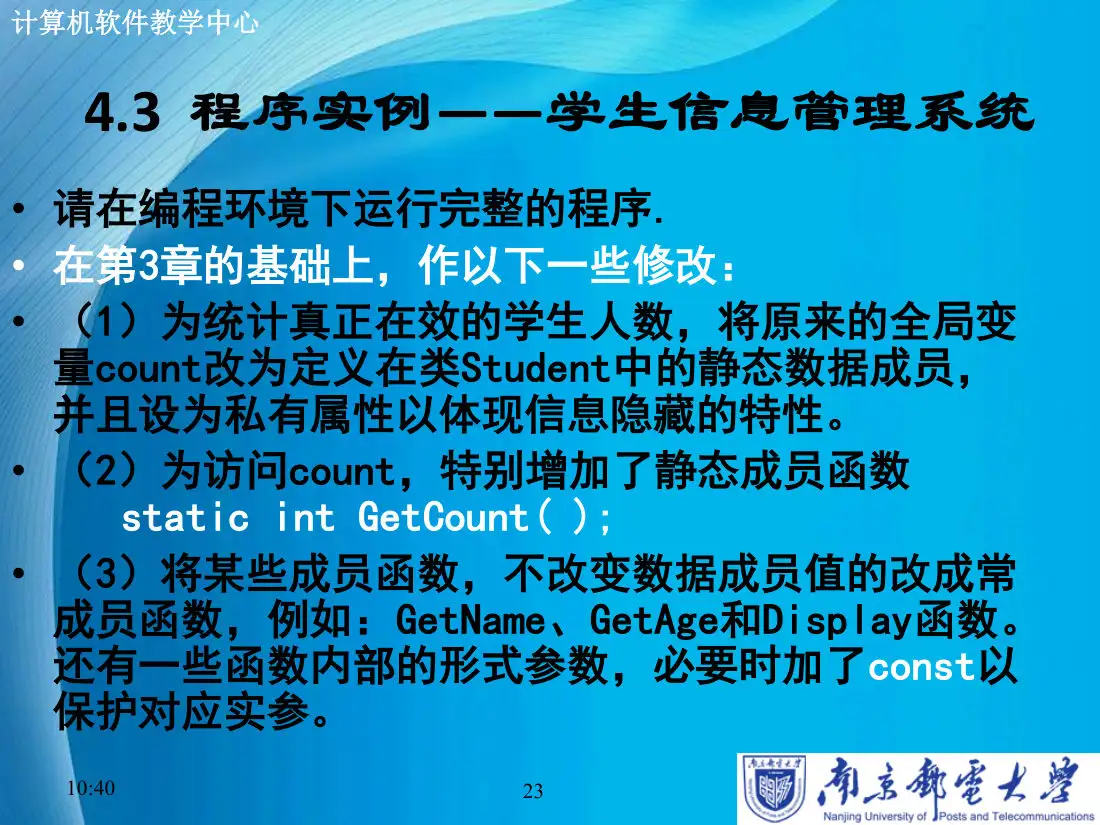 计算机软件教学中心
4.3 程序实例——学生信息管理系统
• 请在编程环境下运行完整的程序.
• 在第3章的基础上，作以下一些修改：
• （1）为统计真正在效的学生人数，将原来的全局变
量count改为定义在类Student中的静态数据成员，
并且设为私有属性以体现信息隐藏的特性。
• （2）为访问count，特别增加了静态成员函数
static int GetCount( );
• （3）将某些成员函数，不改变数据成员值的改成常
成员函数，例如：GetName、GetAge和Display函数。
还有一些函数内部的形式参数，必要时加了const以
保护对应实参。
10:40
23
南京郵電大學
Nanjing University of Posts and Telecommunications